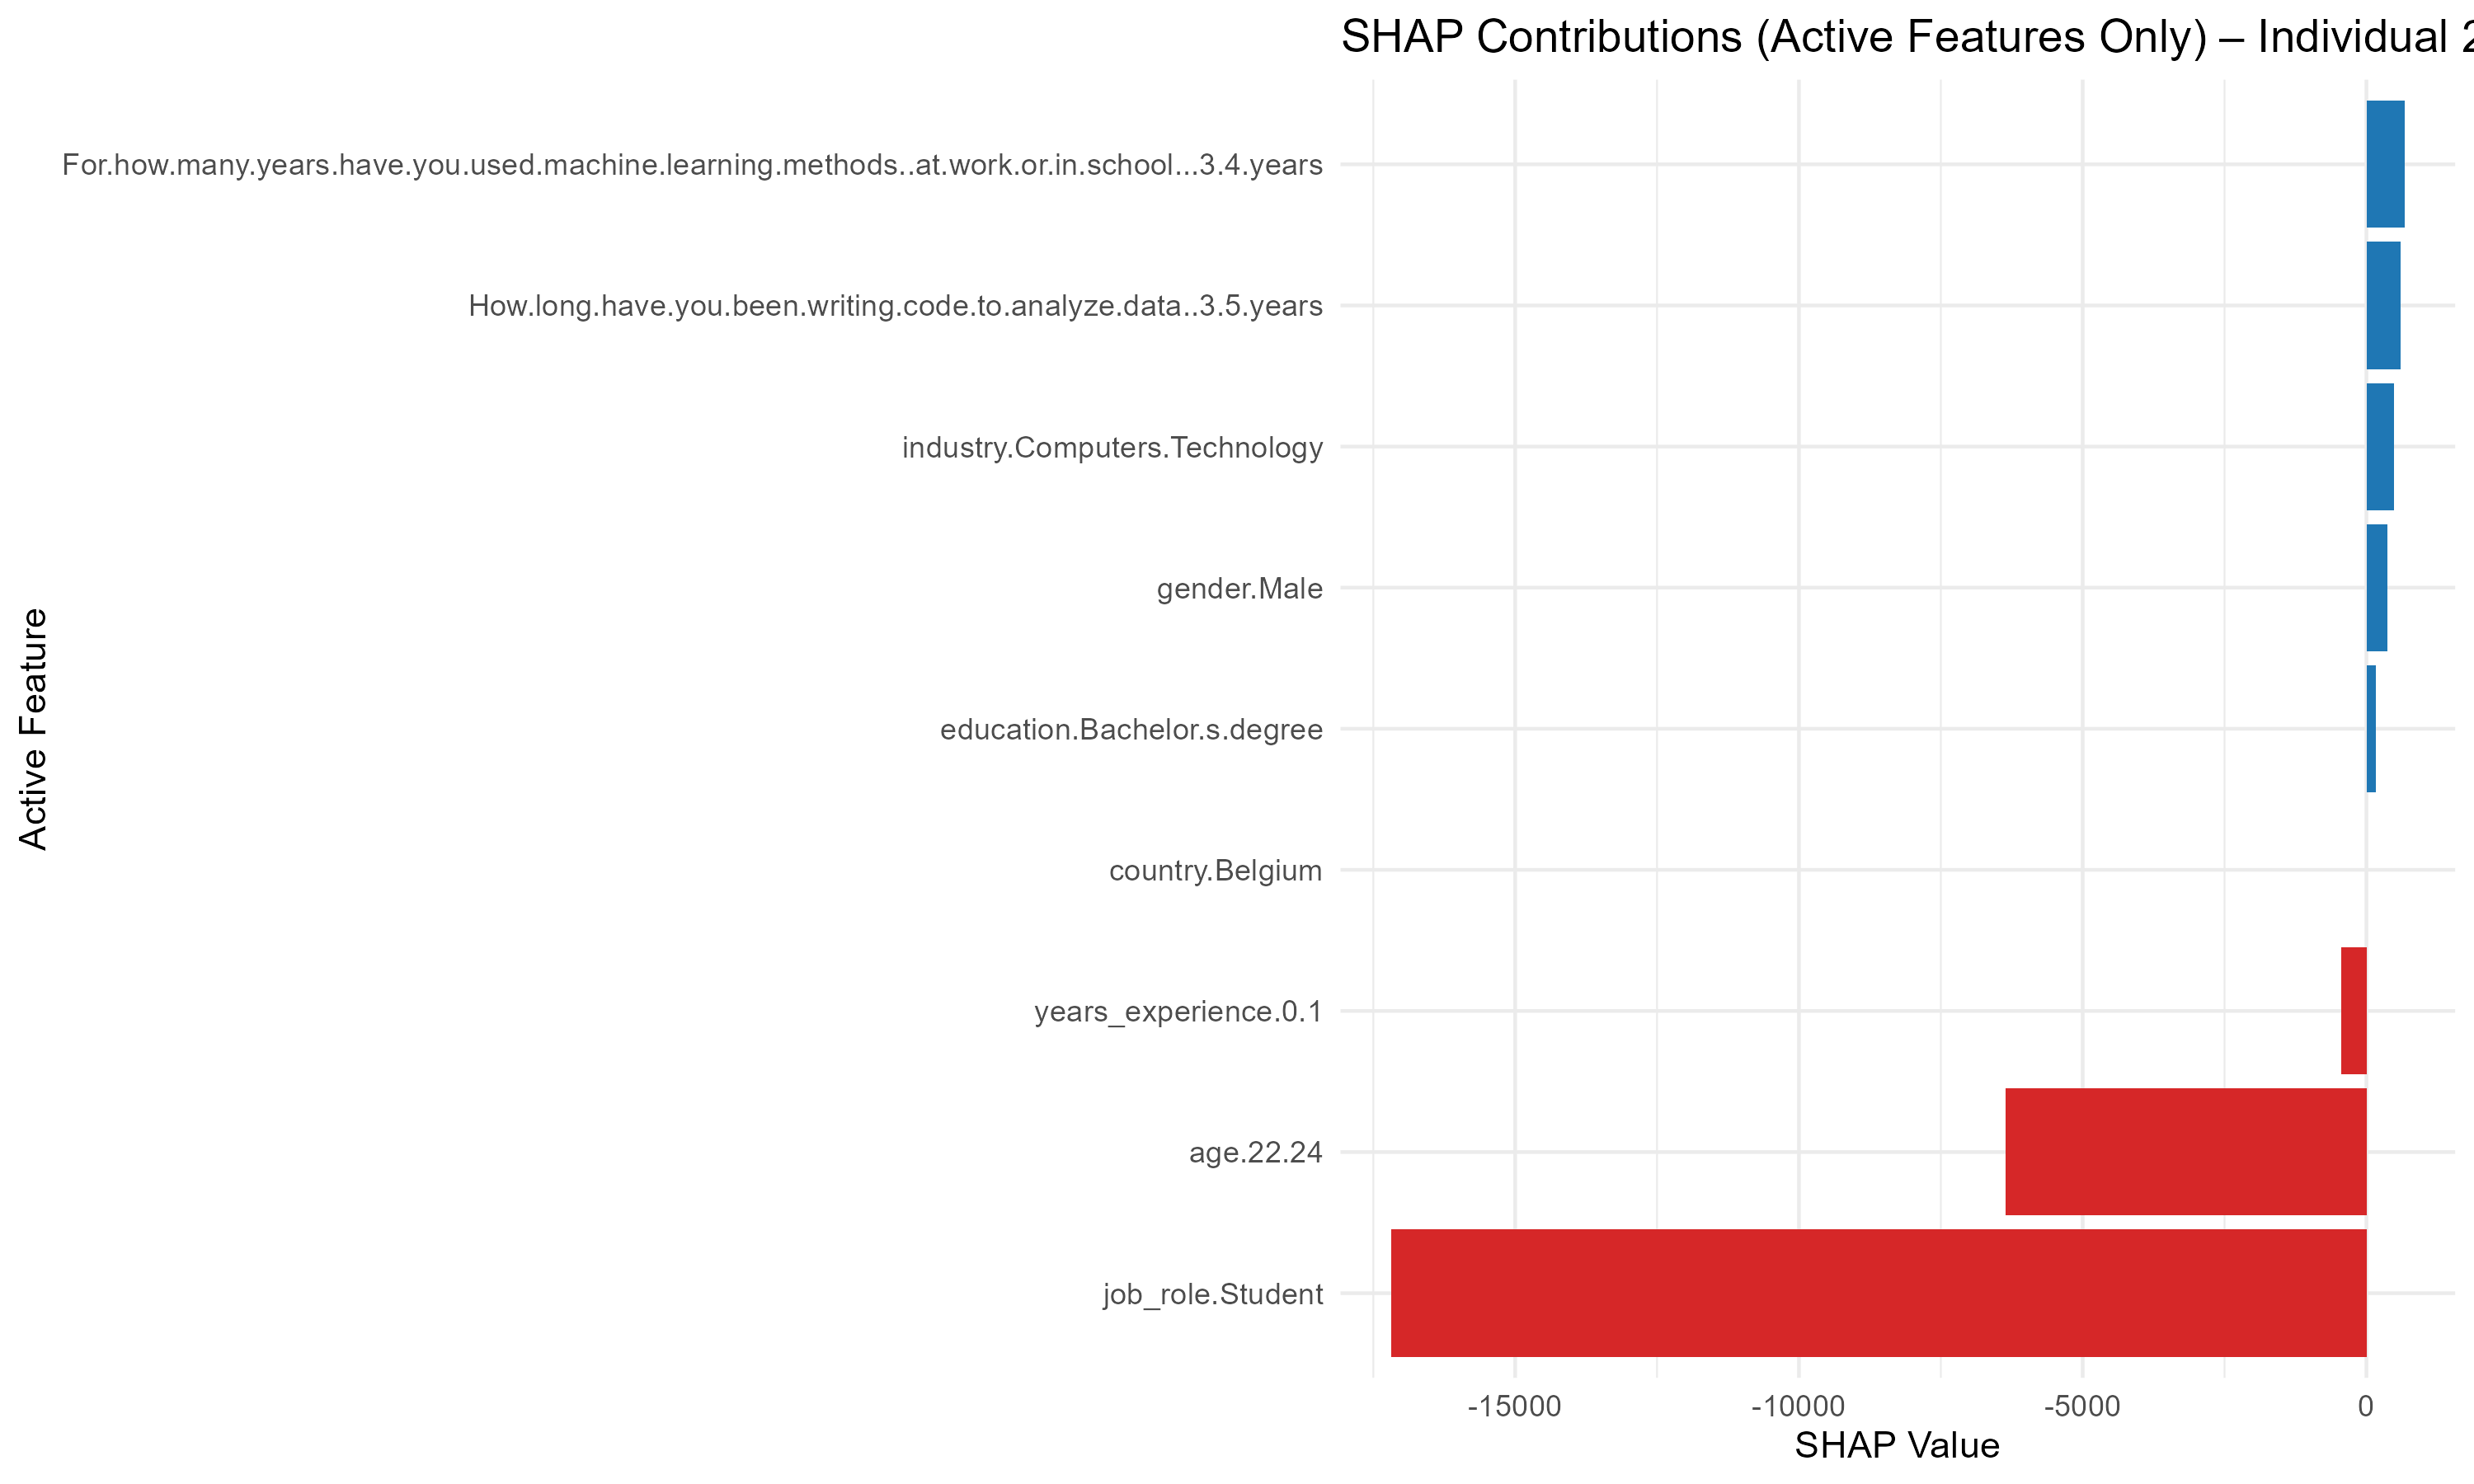 SHAP Contributions (Active Features Only) – Individual 2
For.how.many.years.have.you.used.machine.learning.methods..at.work.or.in.school...3.4.years
How.long.have.you.been.writing.code.to.analyze.data..3.5.years
industry.Computers.Technology
gender.Male
education.Bachelor.s.degree
country.Belgium
years_experience.0.1
age.22.24
job_role.Student
Active Feature
-15000 -10000 -5000 0
SHAP Value